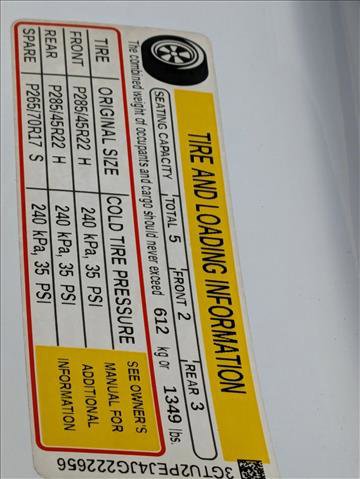 TIRE AND LOADING INFORMATION
SEATING CAPACITY TOTAL 5 FRONT 2 REAR 3
The combined weight of occupants and cargo should never exceed 612 kg or 1349 lbs.
TIRE ORIGINAL SIZE COLD TIRE PRESSURE
FRONT P285/45R22 H 240 kPa, 35 PSI
REAR P285/45R22 H 240 kPa, 35 PSI
SPARE P265/70R17 S 240 kPa, 35 PSI
SEE OWNER'S
MANUAL FOR
ADDITIONAL
INFORMATION
3GTU2PEJ4JG222656